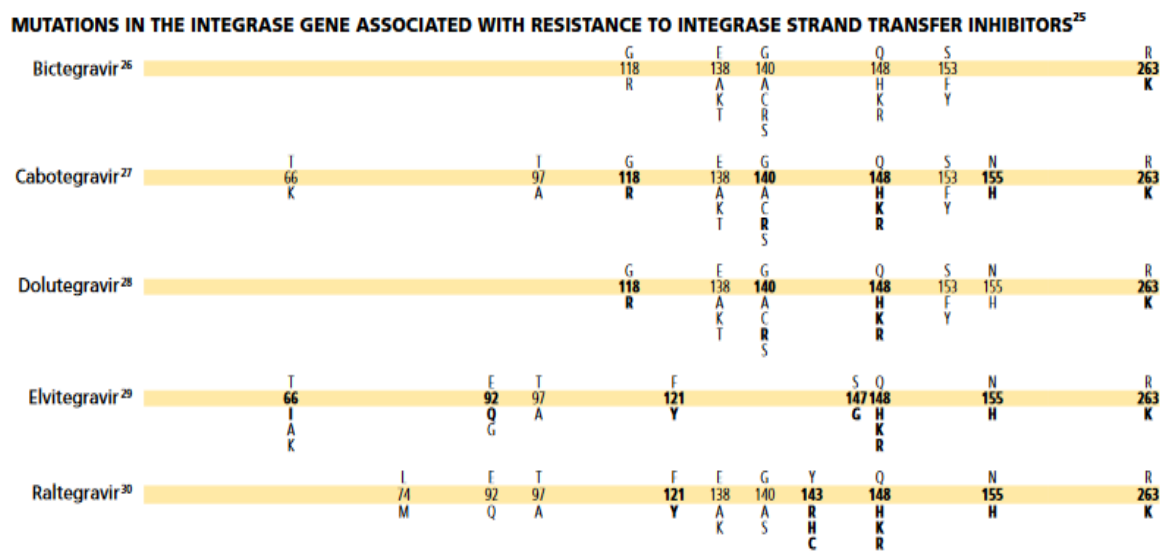 MUTATIONS IN THE INTEGRASE GENE ASSOCIATED WITH RESISTANCE TO INTEGRASE STRAND TRANSFER INHIBITORS25
G E G Q S R
Bictegravir26 118 138 140 148 153 263
R A A H F K
K C K Y
T R R
S
T T G E G Q S N R
Cabotegravir27 66 97 118 138 140 148 153 155 263
K A R A A H F H K
K C K Y
T R R
S
G E G Q S N R
Dolutegravir28 118 138 140 148 153 155 263
R A A H F H K
K C K Y
T R R
S
T E T F S Q N R
Elvitegravir29 66 92 97 121 147 148 155 263
I Q A Y G H H K
A G K
K R
L E T F E G Y Q N R
Raltegravir30 74 92 97 121 138 140 143 148 155 263
M Q A Y A A R H H K
K S H K
C R